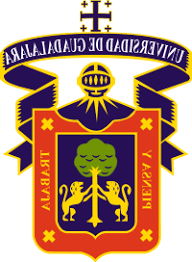 UNIVERSIDAD DE GUADALAJARA
PIENSA Y
TRABAJA